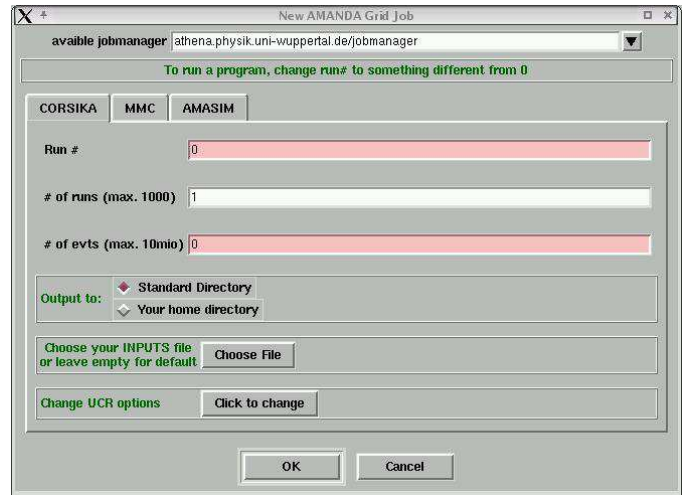 New AMANDA Grid Job
avaible jobmanager athena.physik.uni-wuppertal.de/jobmanager
To run a program, change run# to something different from 0
CORSIKA MMC AMASIM
Run # 0
# of runs (max. 1000) 1
# of evts (max. 10mio) 0
Output to: Standard Directory
Your home directory
Choose your INPUTS file
or leave empty for default Choose File
Change UCR options Click to change
OK Cancel